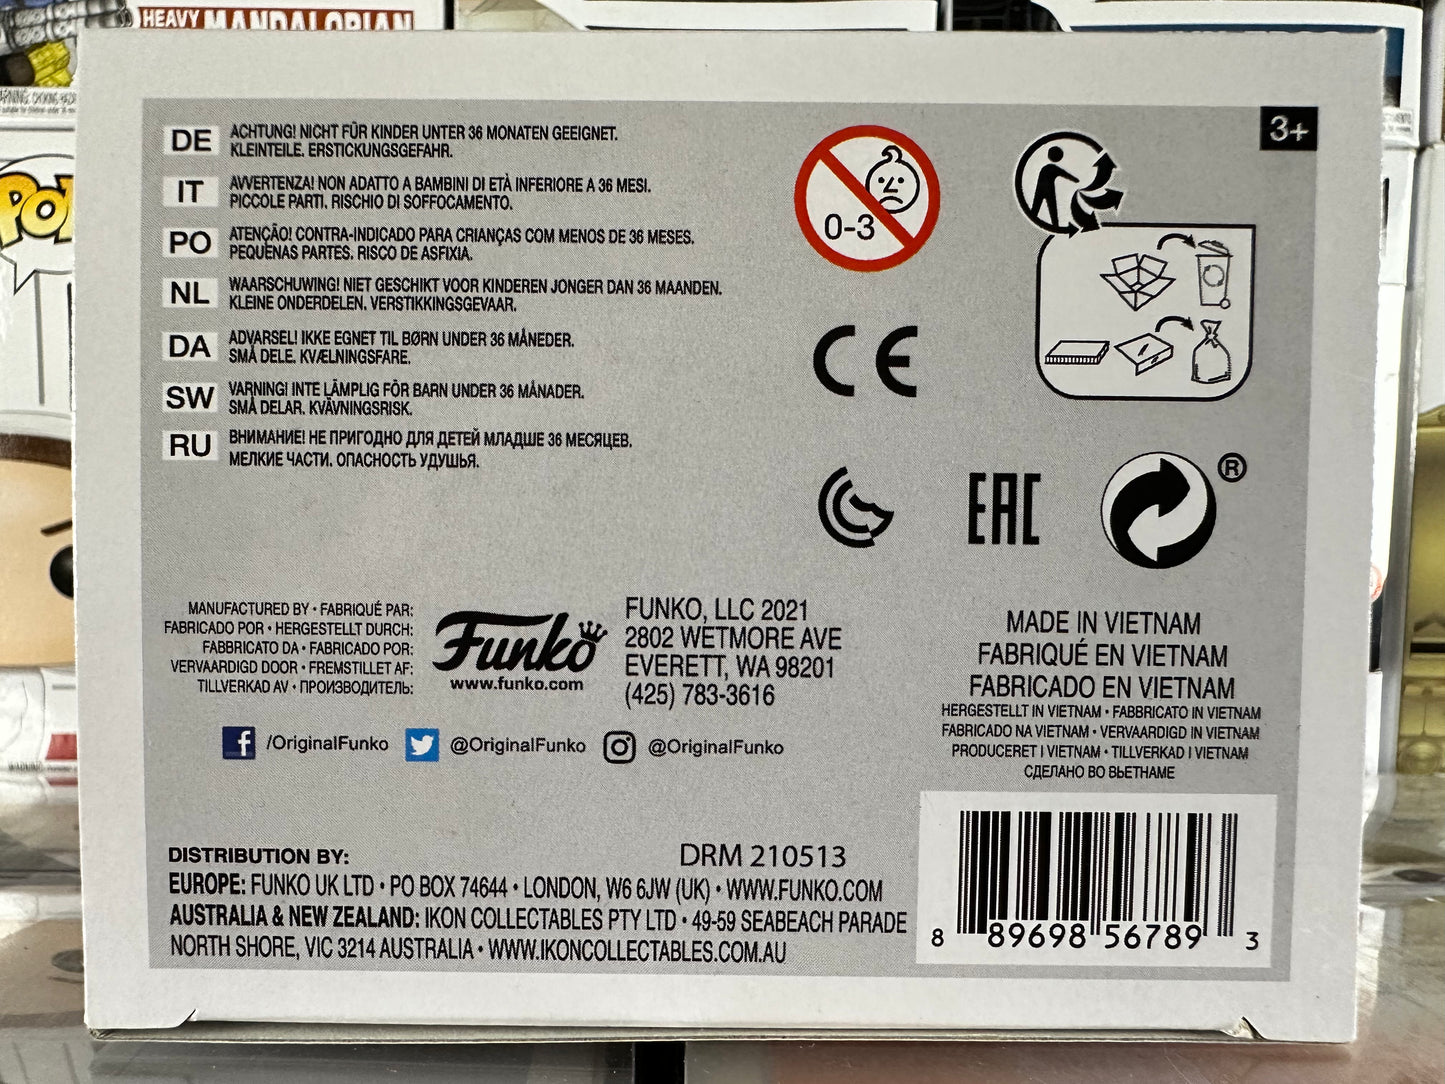 HEAVY MANDALORIAN
3+
DE ACHTUNG! NICHT FÜR KINDER UNTER 36 MONATEN GEEIGNET.
KLEINTEILE. ERSTICKUNGSGEFAHR.
IT AVVERTENZA! NON ADATTO A BAMBINI DI ETÀ INFERIORE A 36 MESI.
PICCOLE PARTI. RISCHIO DI SOFFOCAMENTO.
PO ATENÇÃO! CONTRA-INDICADO PARA CRIANÇAS COM MENOS DE 36 MESES.
PEQUENAS PARTES. RISCO DE ASFIXIA.
NL WAARSCHUWING! NIET GESCHIKT VOOR KINDEREN JONGER DAN 36 MAANDEN.
KLEINE ONDERDELEN. VERSTIKKINGSGEVAAR.
DA ADVARSEL! IKKE EGNET TIL BØRN UNDER 36 MÅNEDER.
SMÅ DELE. KVÆLNINGSFARE.
SW VARNING! INTE LÄMPLIG FÖR BARN UNDER 36 MÅNADER.
SMÅ DELAR. KVÄVNINGSRISK.
RU ВНИМАНИЕ! НЕ ПРИГОДНО ДЛЯ ДЕТЕЙ МЛАДШЕ 36 МЕСЯЦЕВ.
МЕЛКИЕ ЧАСТИ. ОПАСНОСТЬ УДУШЬЯ.
0-3
CE
EAC
®
MANUFACTURED BY • FABRIQUÉ PAR:
FABRICADO POR • HERGESTELLT DURCH:
FABBRICATO DA • FABRICADO POR:
VERVAARDIGD DOOR • FREMSTILLET AF:
TILLVERKAD AV • ПРОИЗВОДИТЕЛЬ:
Funko
www.funko.com
FUNKO, LLC 2021
2802 WETMORE AVE
EVERETT, WA 98201
(425) 783-3616
/OriginalFunko @OriginalFunko @OriginalFunko
MADE IN VIETNAM
FABRIQUÉ EN VIETNAM
FABRICADO EN VIETNAM
HERGESTELLT IN VIETNAM • FABBRICATO IN VIETNAM
FABRICADO NA VIETNAM • VERVAARDIGD IN VIETNAM
PRODUCERET I VIETNAM • TILLVERKAD I VIETNAM
СДЕЛАНО ВО ВЬЕТНАМЕ
DISTRIBUTION BY: DRM 210513
EUROPE: FUNKO UK LTD • PO BOX 74644 • LONDON, W6 6JW (UK) • WWW.FUNKO.COM
AUSTRALIA & NEW ZEALAND: IKON COLLECTABLES PTY LTD • 49-59 SEABEACH PARADE
NORTH SHORE, VIC 3214 AUSTRALIA • WWW.IKONCOLLECTABLES.COM.AU
8 89698 56789 3